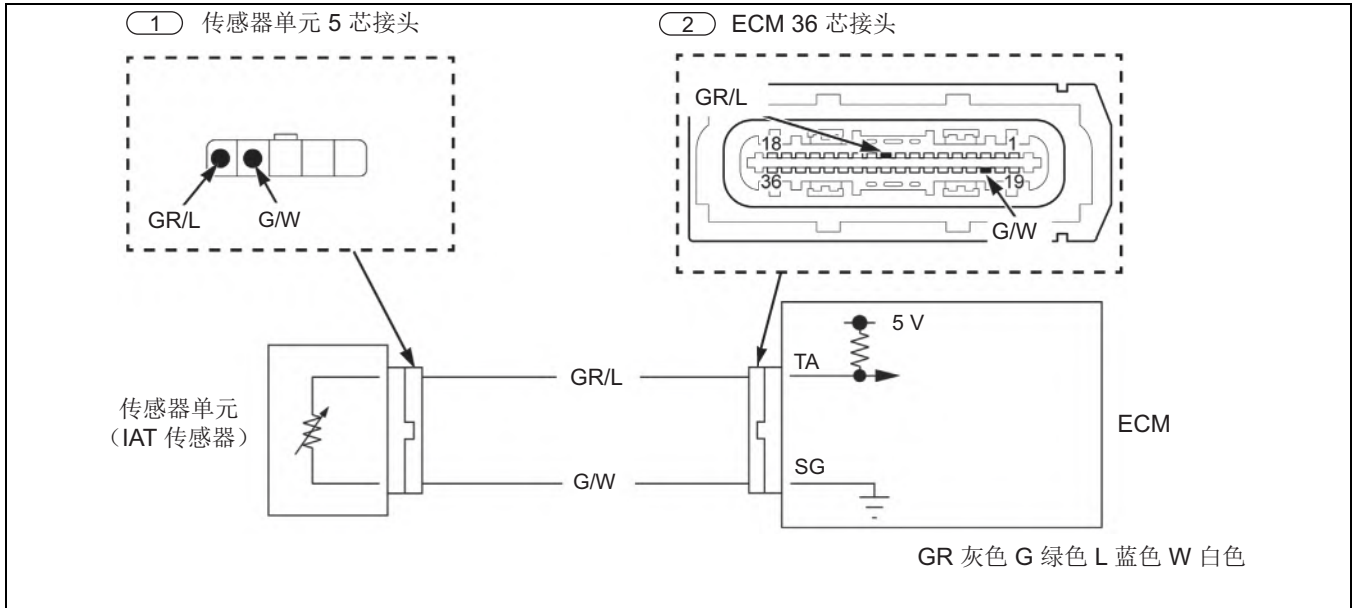 1 传感器单元 5 芯接头
2 ECM 36 芯接头
GR/L
G/W
GR/L
18
1
36
19
G/W
5 V
TA
GR/L
传感器单元
（IAT 传感器）
ECM
SG
G/W
GR 灰色 G 绿色 L 蓝色 W 白色